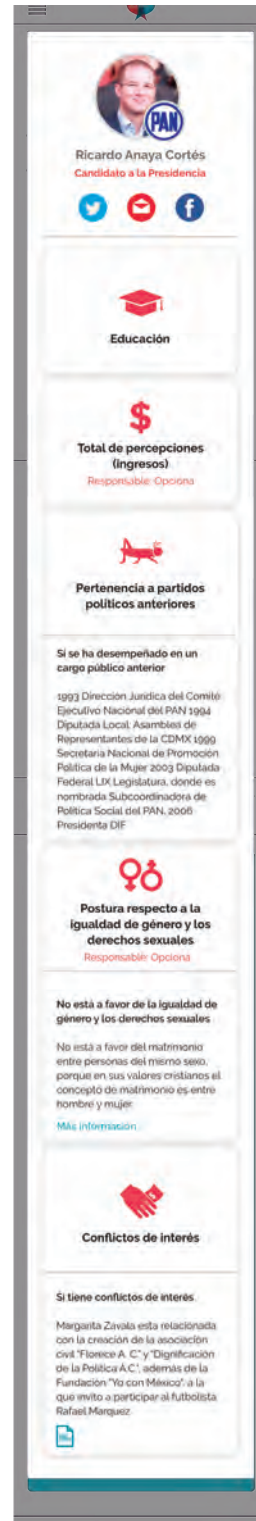 PAN
Ricardo Anaya Cortés
Candidato a la Presidencia
Educación
Total de percepciones
(ingresos)
Responsable: Opciona
Pertenencia a partidos
políticos anteriores
Si se ha desempeñado en un
cargo público anterior
1993 Dirección Jurídica del Comité
Ejecutivo Nacional del PAN 1994
Diputada Local Asamblea de
Representantes de la CDMX 1999
Secretaria Nacional de Promoción
Política de la Mujer 2003 Diputada
Federal LIX Legislatura, donde es
nombrada Subcoordinadora de
Política Social del PAN, 2006
Presidenta DIF
Postura respecto a la
igualdad de género y los
derechos sexuales
Responsable: Opciona
No está a favor de la igualdad de
género y los derechos sexuales
No está a favor del matrimonio
entre personas del mismo sexo,
porque en sus valores cristianos el
concepto de matrimonio es entre
hombre y mujer.
Más información
Conflictos de interés
Si tiene conflictos de interés
Margarita Zavala esta relacionada
con la creación de la asociación
civil "Florece A. C." y "Dignificación
de la Política A.C", además de la
Fundación "Yo con México", a la
que invito a participar al futbolista
Rafael Marquez